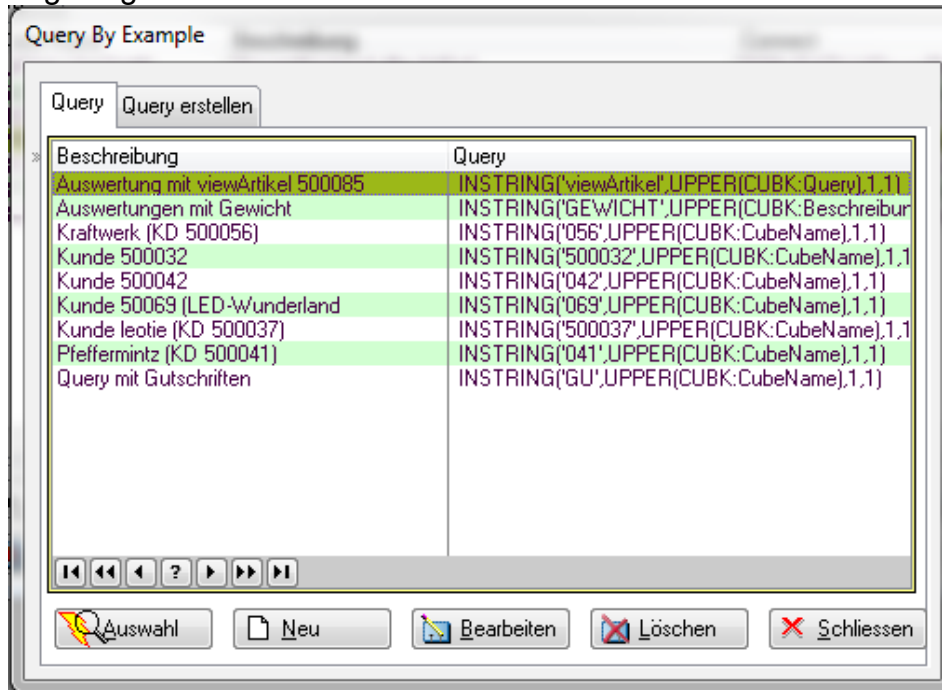 Query By Example
Query Query erstellen
Beschreibung Query
Auswertung mit viewArtikel 500085 INSTRING('viewArtikel',UPPER(CUBK:Query),1,1)
Auswertungen mit Gewicht INSTRING('GEWICHT',UPPER(CUBK:Beschreibur
Kraftwerk (KD 500056) INSTRING('056',UPPER(CUBK:CubeName),1,1)
Kunde 500032 INSTRING('500032',UPPER(CUBK:CubeName),1,1
Kunde 500042 INSTRING('042',UPPER(CUBK:CubeName),1,1)
Kunde 50069 (LED-Wunderland INSTRING('069',UPPER(CUBK:CubeName),1,1)
Kunde leotie (KD 500037) INSTRING('500037',UPPER(CUBK:CubeName),1,1
Pfeffermintz (KD 500041) INSTRING('041',UPPER(CUBK:CubeName),1,1)
Query mit Gutschriften INSTRING('GU',UPPER(CUBK:CubeName),1,1)
?
Auswahl Neu Bearbeiten Löschen Schliessen